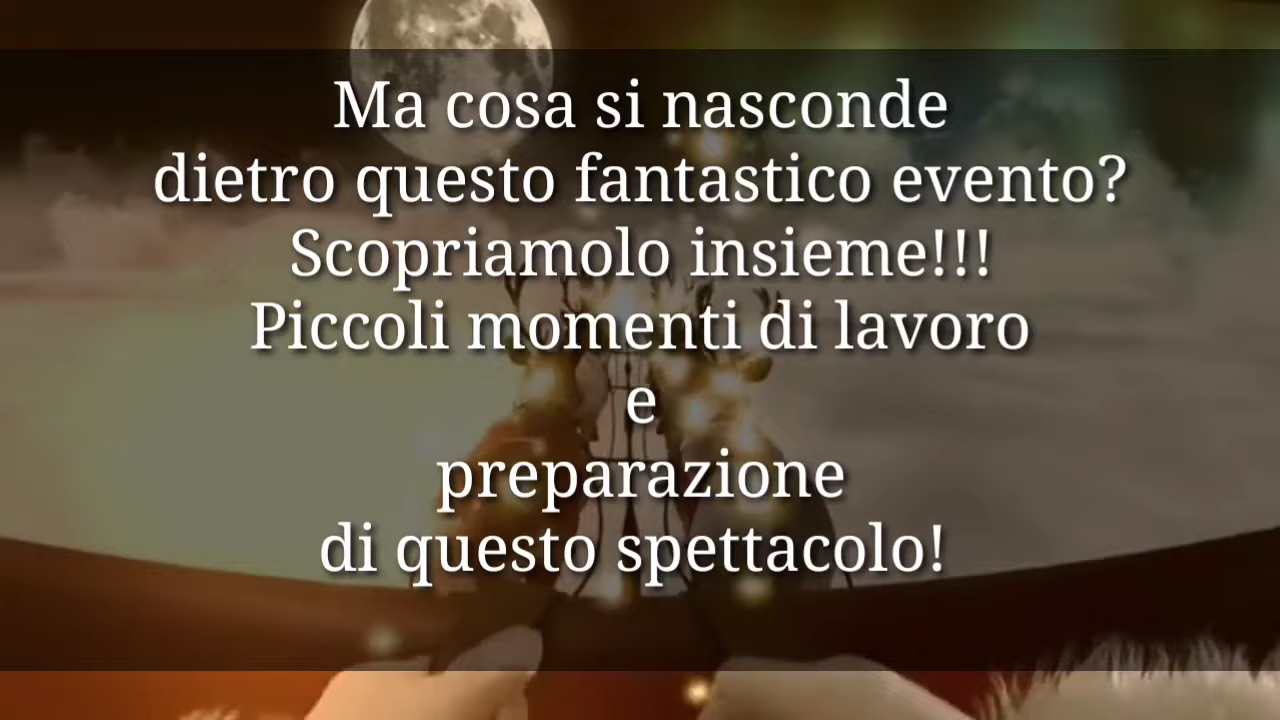 Ma cosa si nasconde
dietro questo fantastico evento?
Scopriamolo insieme!!!
Piccoli momenti di lavoro
e
preparazione
di questo spettacolo!